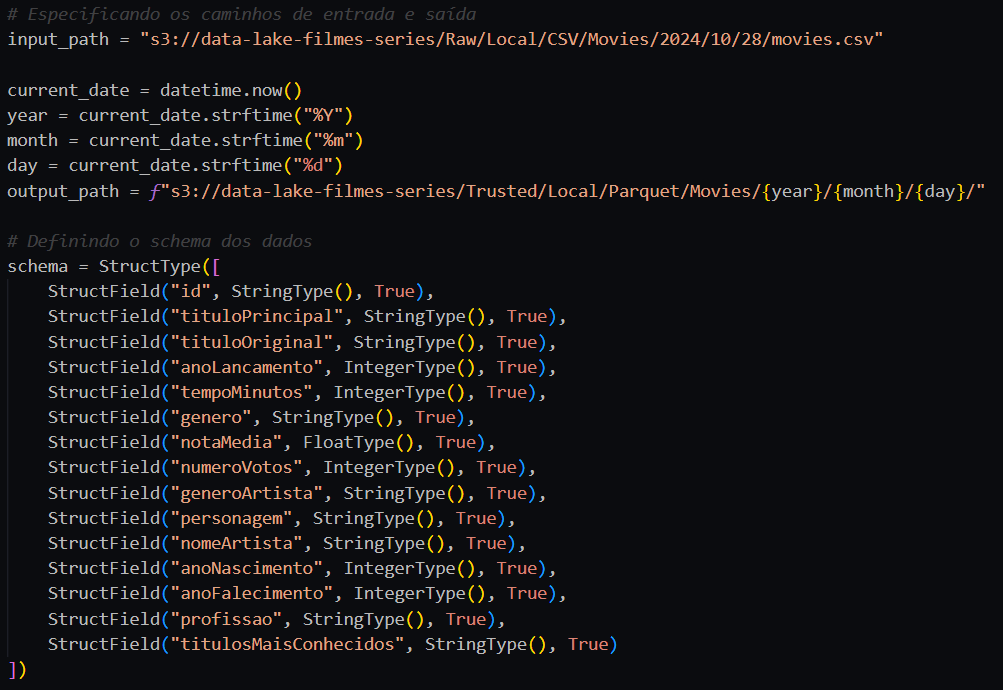 # Especificando os caminhos de entrada e saída
input_path = "s3://data-lake-filmes-series/Raw/Local/CSV/Movies/2024/10/28/movies.csv"

current_date = datetime.now()
year = current_date.strftime("%Y")
month = current_date.strftime("%m")
day = current_date.strftime("%d")
output_path = f"s3://data-lake-filmes-series/Trusted/Local/Parquet/Movies/{year}/{month}/{day}/"

# Definindo o schema dos dados
schema = StructType([
    StructField("id", StringType(), True),
    StructField("tituloPrincipal", StringType(), True),
    StructField("tituloOriginal", StringType(), True),
    StructField("anoLancamento", IntegerType(), True),
    StructField("tempoMinutos", IntegerType(), True),
    StructField("genero", StringType(), True),
    StructField("notaMedia", FloatType(), True),
    StructField("numeroVotos", IntegerType(), True),
    StructField("generoArtista", StringType(), True),
    StructField("personagem", StringType(), True),
    StructField("nomeArtista", StringType(), True),
    StructField("anoNascimento", IntegerType(), True),
    StructField("anoFalecimento", IntegerType(), True),
    StructField("profissao", StringType(), True),
    StructField("titulosMaisConhecidos", StringType(), True)
])